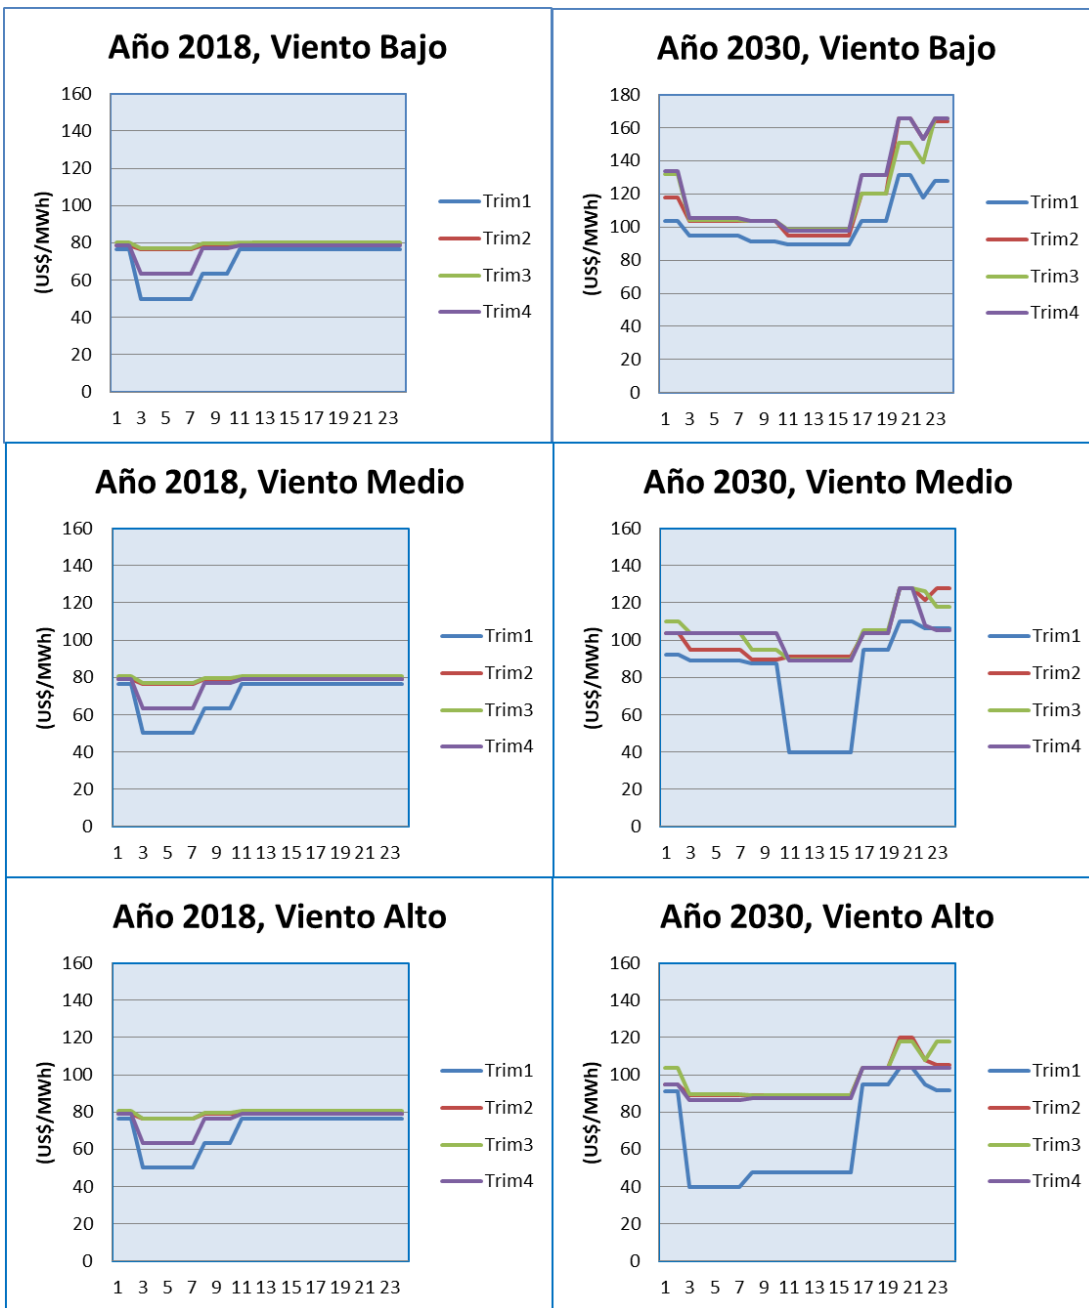 Año 2018, Viento Bajo
(US$/MWh)
160
140
120
100
80
60
40
20
0
1 3 5 7 9 11 13 15 17 19 21 23
Trim1
Trim2
Trim3
Trim4
Año 2030, Viento Bajo
(US$/MWh)
180
160
140
120
100
80
60
40
20
0
1 3 5 7 9 11 13 15 17 19 21 23
Trim1
Trim2
Trim3
Trim4
Año 2018, Viento Medio
(US$/MWh)
160
140
120
100
80
60
40
20
0
1 3 5 7 9 11 13 15 17 19 21 23
Trim1
Trim2
Trim3
Trim4
Año 2030, Viento Medio
(US$/MWh)
160
140
120
100
80
60
40
20
0
1 3 5 7 9 11 13 15 17 19 21 23
Trim1
Trim2
Trim3
Trim4
Año 2018, Viento Alto
(US$/MWh)
160
140
120
100
80
60
40
20
0
1 3 5 7 9 11 13 15 17 19 21 23
Trim1
Trim2
Trim3
Trim4
Año 2030, Viento Alto
(US$/MWh)
160
140
120
100
80
60
40
20
0
1 3 5 7 9 11 13 15 17 19 21 23
Trim1
Trim2
Trim3
Trim4